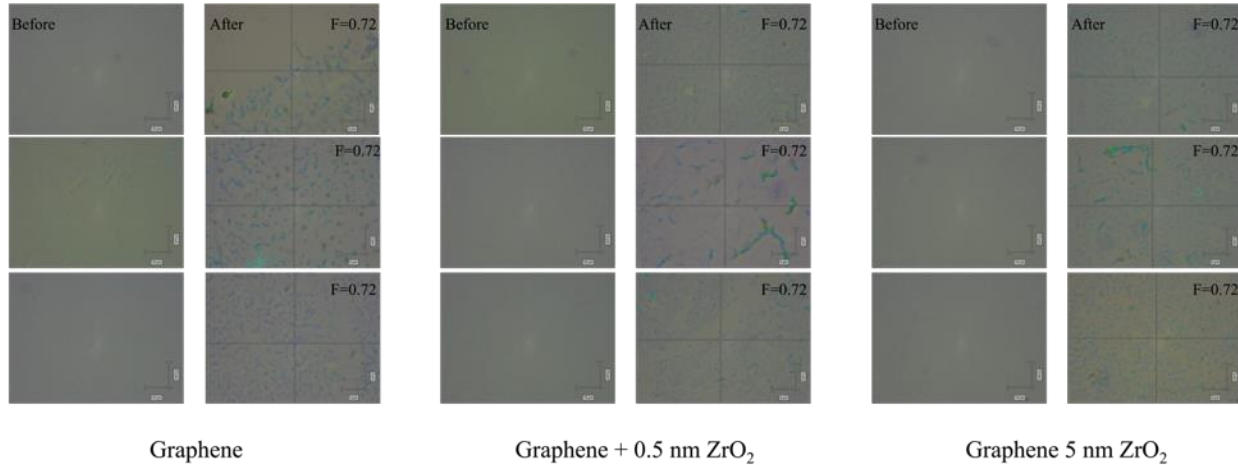 Before After F=0.72 Before After F=0.72 Before After F=0.72
F=0.72 F=0.72 F=0.72
F=0.72 F=0.72 F=0.72
Graphene Graphene + 0.5 nm ZrO₂ Graphene 5 nm ZrO₂